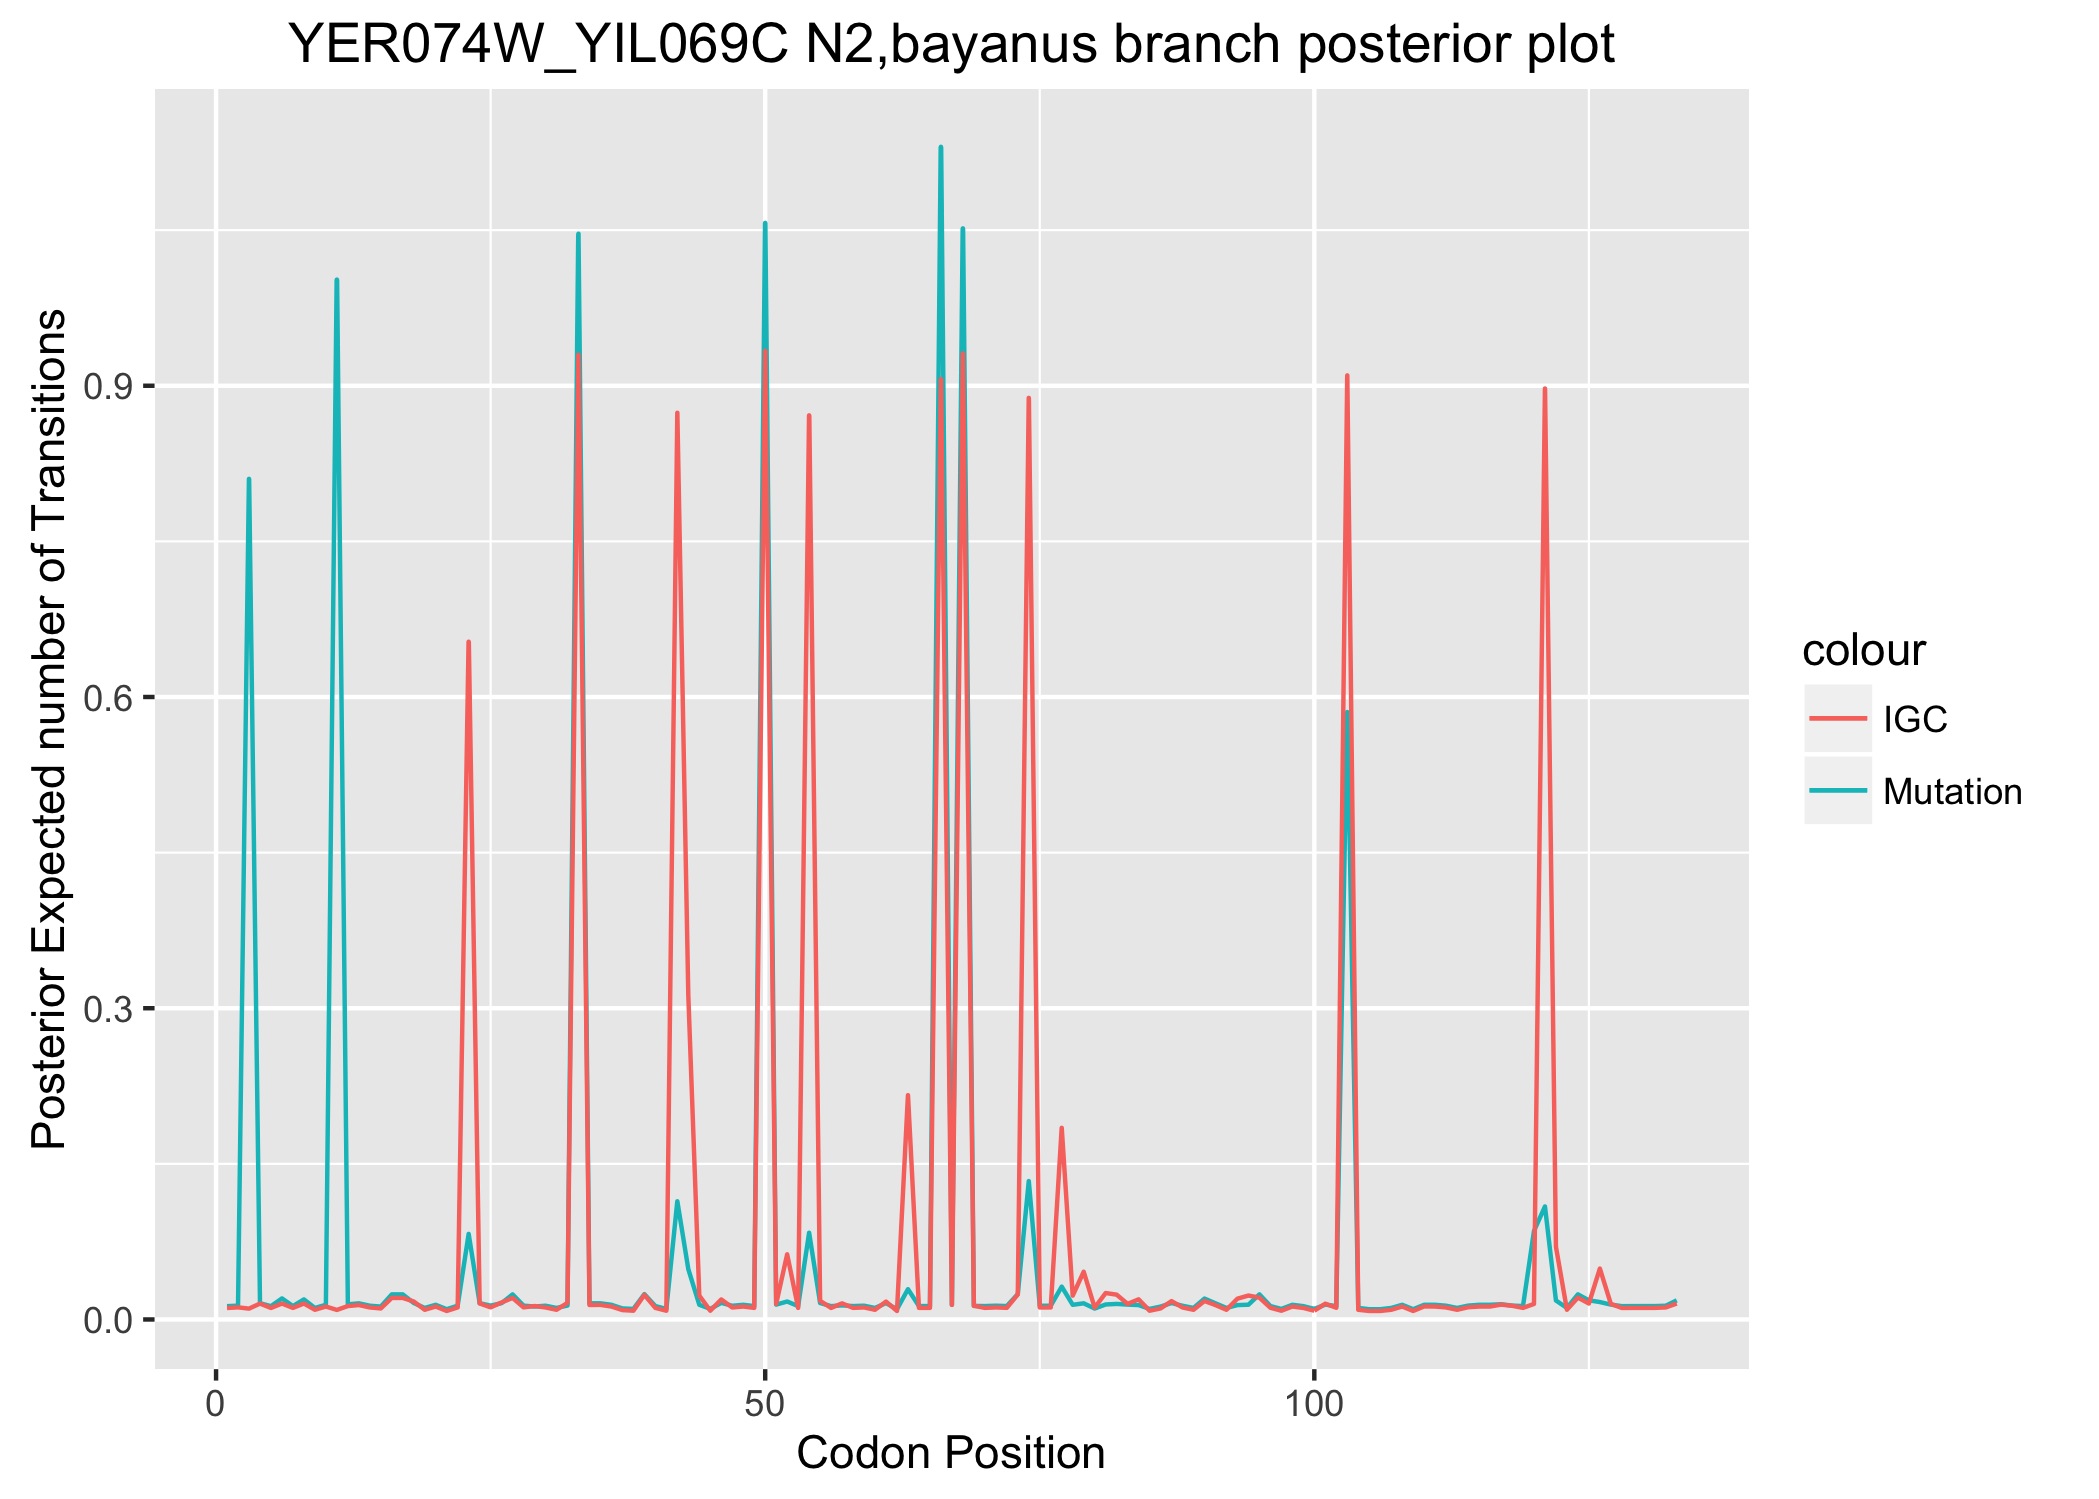 YER074W_YIL069C N2,bayanus branch posterior plot
Posterior Expected number of Transitions
0.9
0.6
0.3
0.0
0
50
100
Codon Position
colour
IGC
Mutation